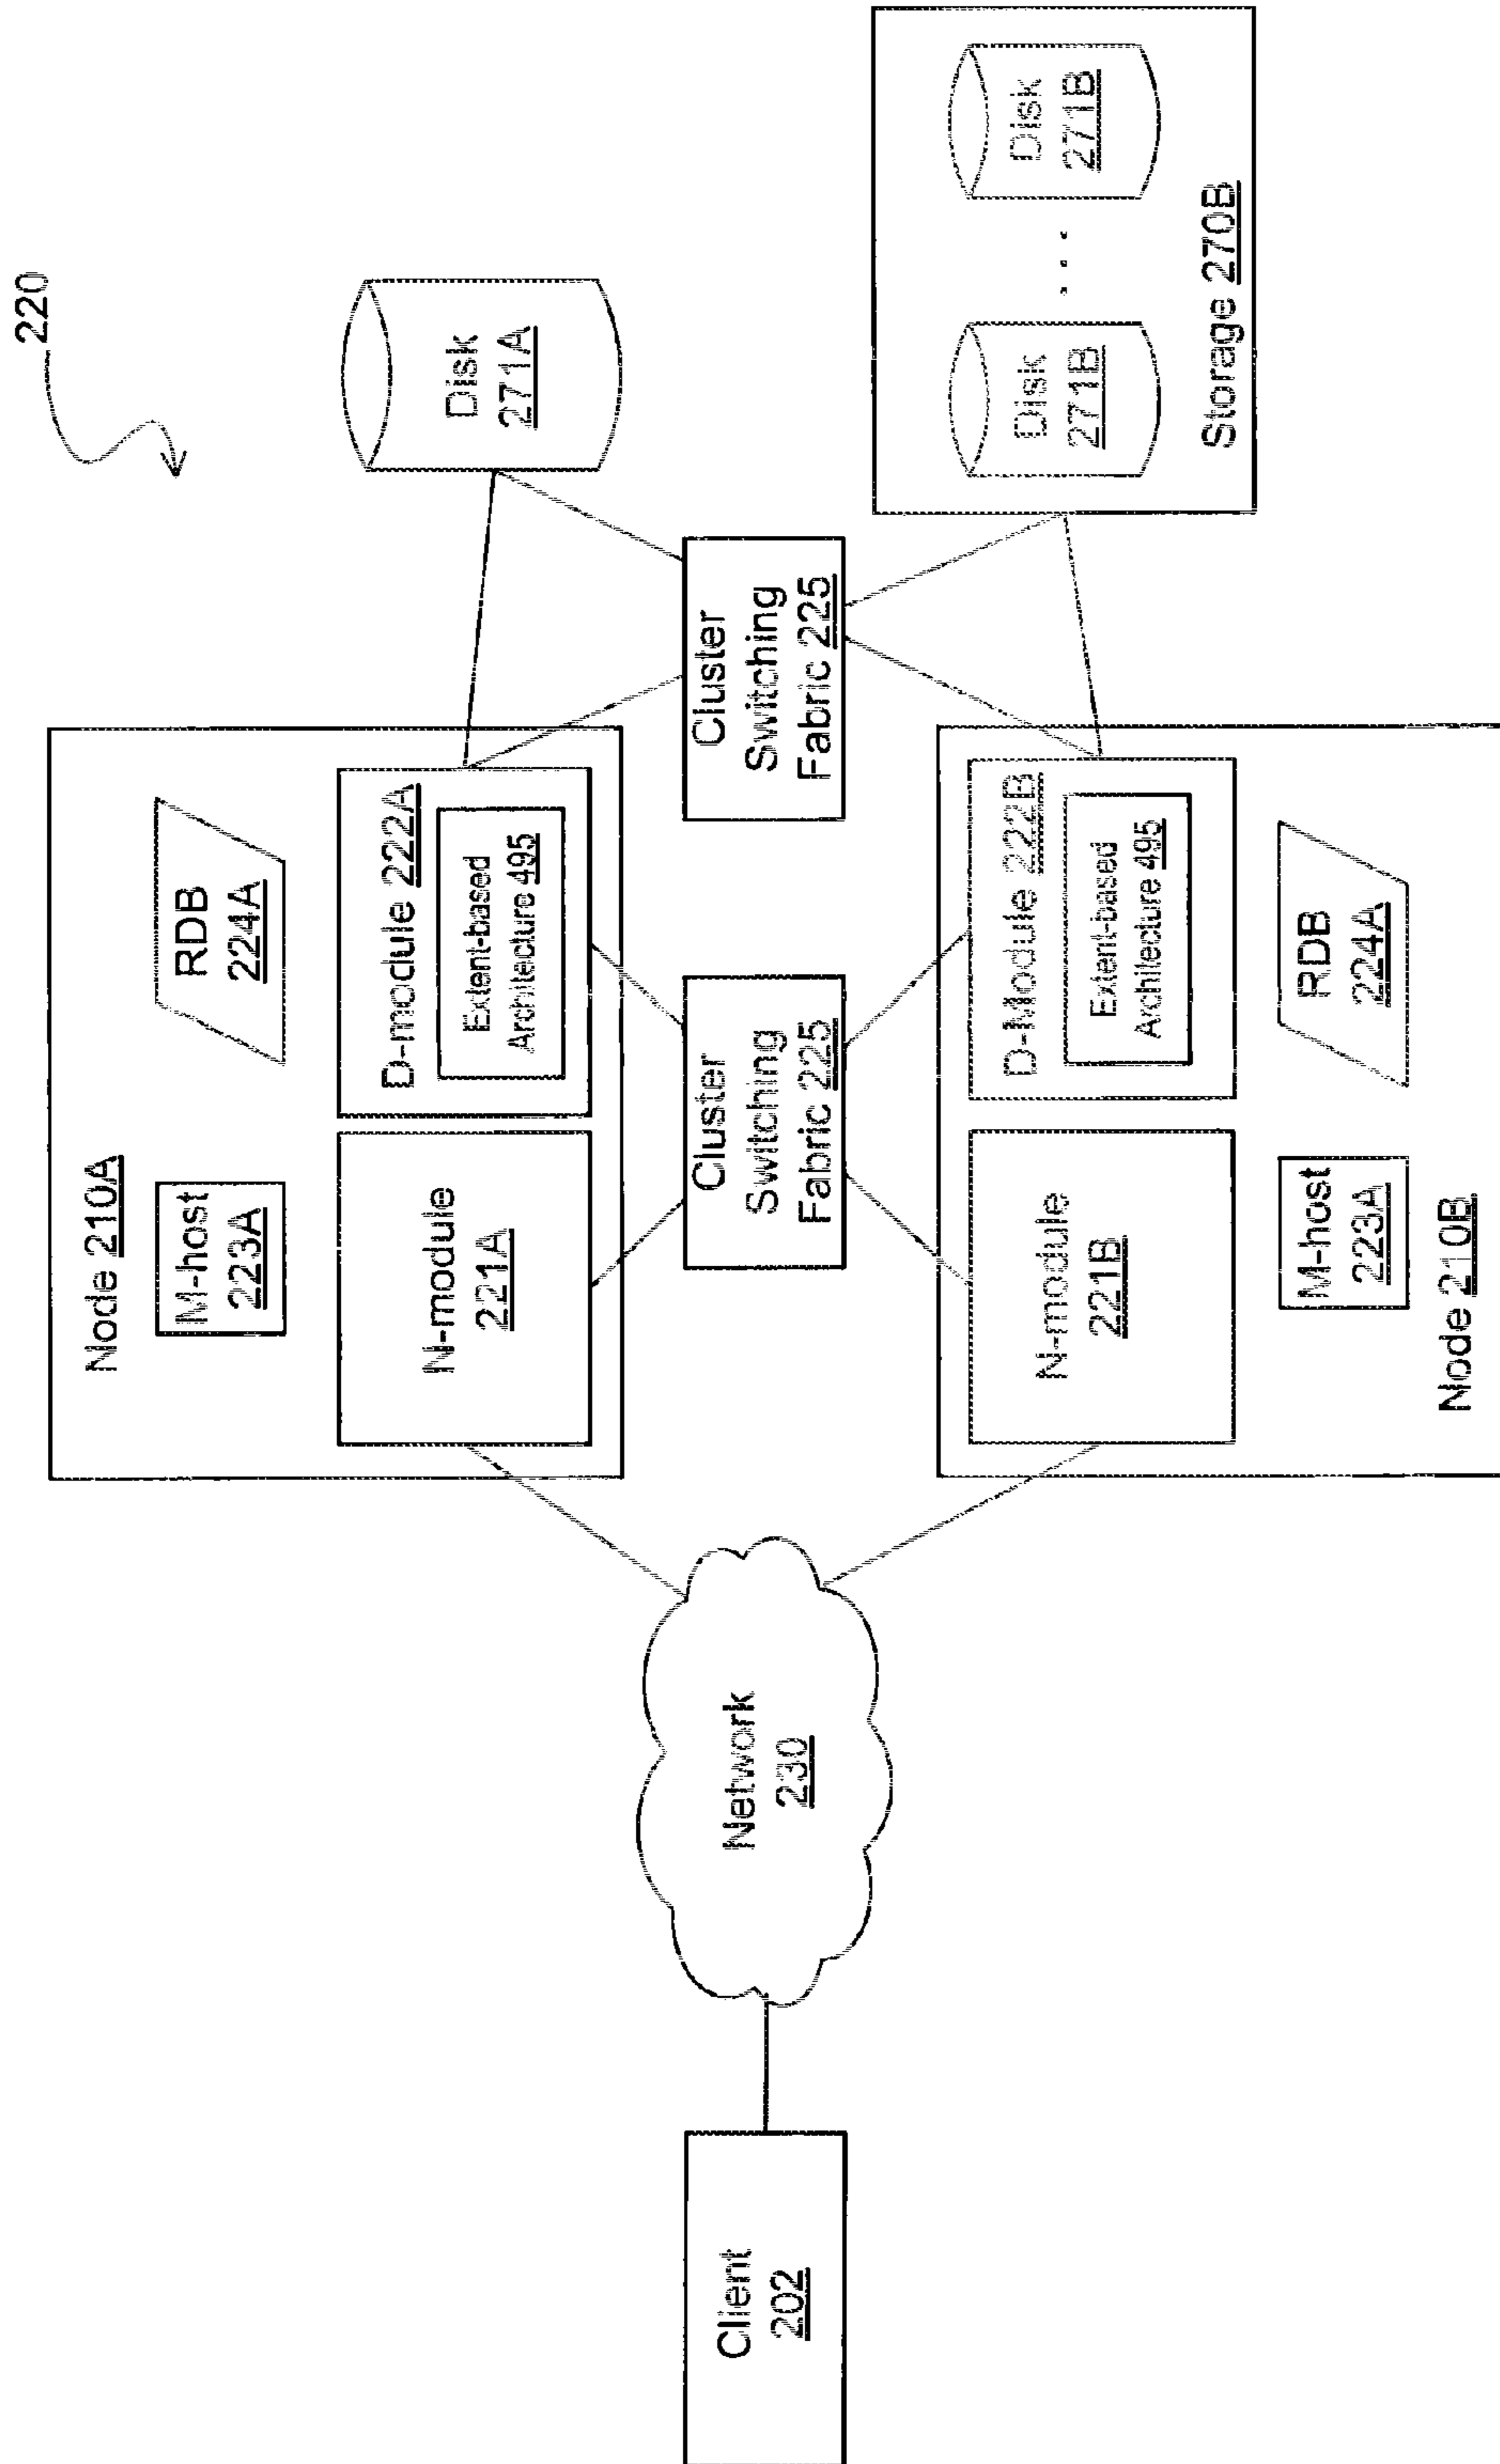 220
Node 210A
M-host
223A
RDB
224A
N-module
221A
D-module 222A
Extent-based
Architecture 495
Disk
271A
Client
202
Network
230
Cluster
Switching
Fabric 225
Cluster
Switching
Fabric 225
N-module
221B
D-Module 222B
Extent-based
Architecture 495
M-host
223A
RDB
224A
Node 210B
Disk
271B
. . .
Disk
271B
Storage 270B